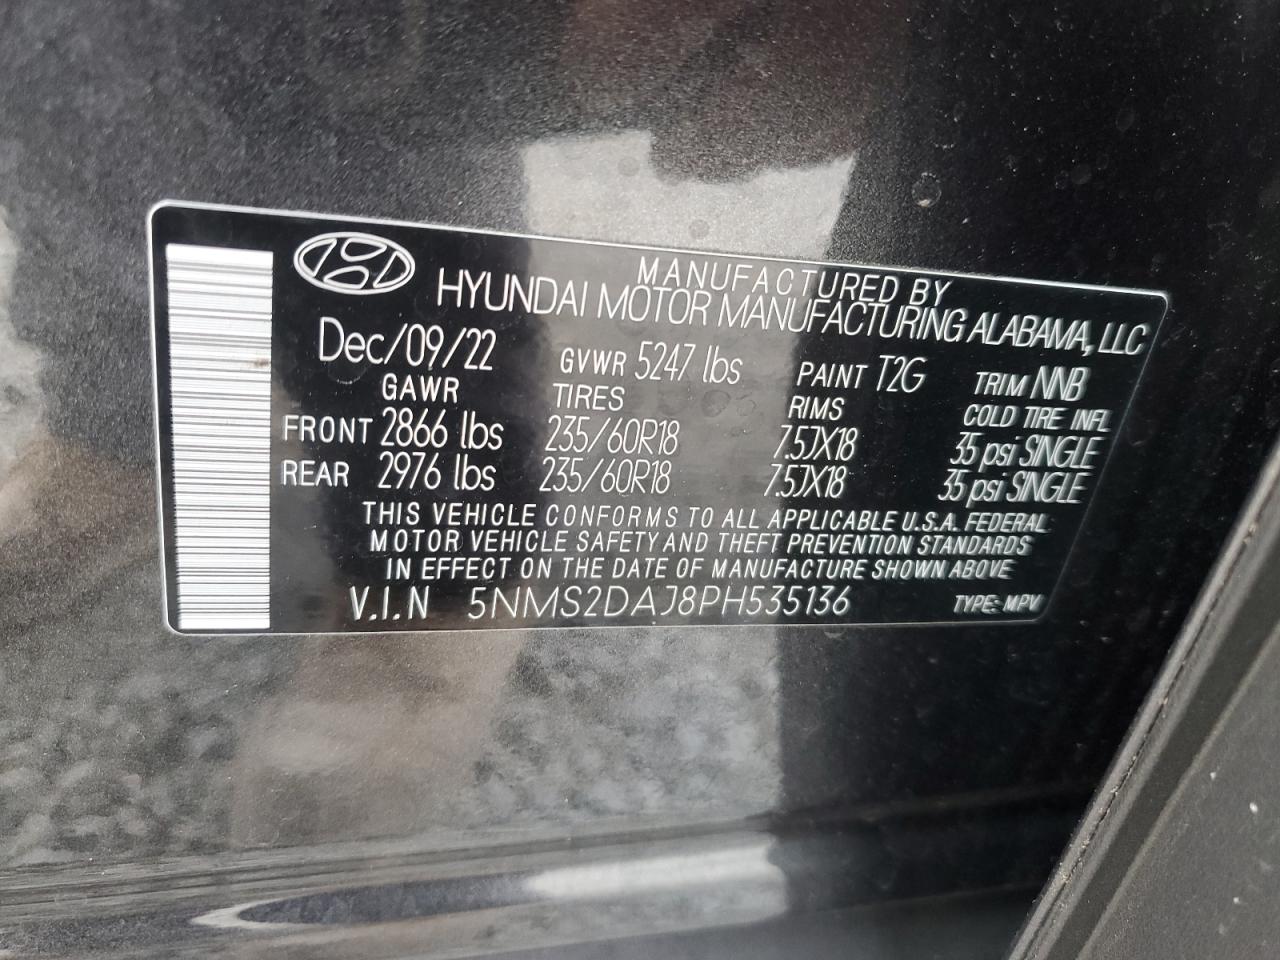 MANUFACTURED BY
HYUNDAI MOTOR MANUFACTURING ALABAMA, LLC
Dec/09/22 GVWR 5247 lbs PAINT T2G TRIM NNB
GAWR TIRES RIMS COLD TIRE INFL
FRONT 2866 lbs 235/60R18 7.5JX18 35 psi SINGLE
REAR 2976 lbs 235/60R18 7.5JX18 35 psi SINGLE
THIS VEHICLE CONFORMS TO ALL APPLICABLE U.S.A. FEDERAL
MOTOR VEHICLE SAFETY AND THEFT PREVENTION STANDARDS
IN EFFECT ON THE DATE OF MANUFACTURE SHOWN ABOVE
V.I.N 5NMS2DAJ8PH535136 TYPE: MPV